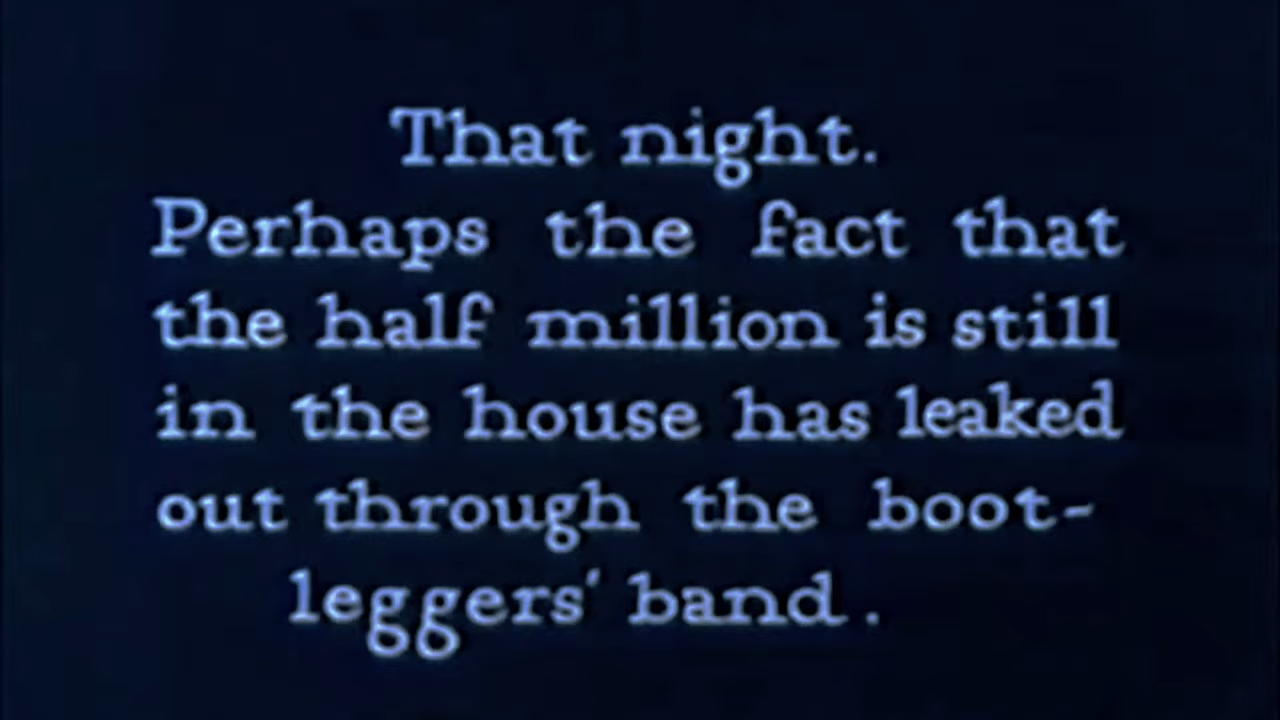 That night.
Perhaps the fact that
the half million is still
in the house has leaked
out through the boot-
leggers' band.